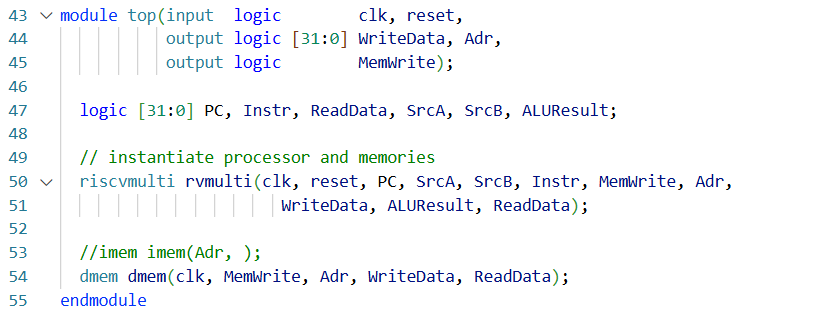 43 module top(input  logic        clk, reset,
44            output logic [31:0] WriteData, Adr,
45            output logic        MemWrite);
46
47   logic [31:0] PC, Instr, ReadData, SrcA, SrcB, ALUResult;
48
49   // instantiate processor and memories
50   riscvmulti rvmulti(clk, reset, PC, SrcA, SrcB, Instr, MemWrite, Adr,
51                        WriteData, ALUResult, ReadData);
52
53   //imem imem(Adr, );
54   dmem dmem(clk, MemWrite, Adr, WriteData, ReadData);
55 endmodule